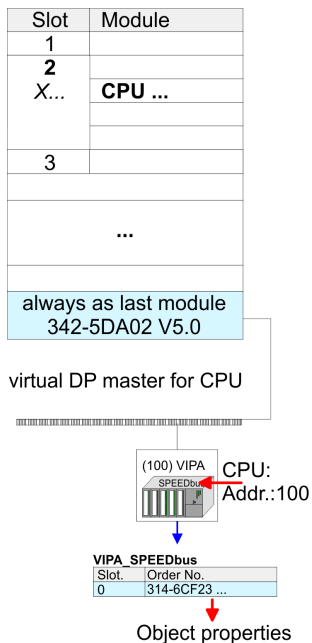 Slot Module
1
2
X... CPU ...
3
...
always as last module
342-5DA02 V5.0
virtual DP master for CPU
(100) VIPA
CPU:
SPEEDbus
Addr.:100
VIPA_SPEEDbus
Slot. Order No.
0 314-6CF23 ...
Object properties